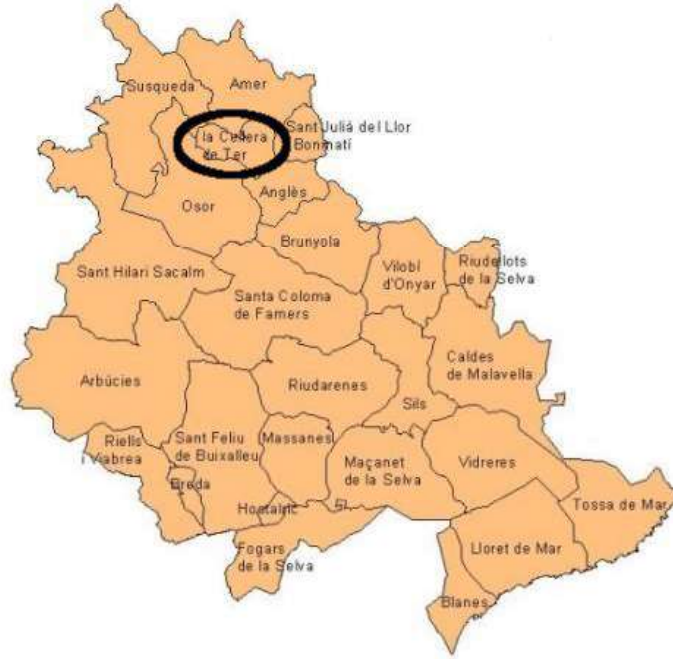 Susqueda
Amer
la Cellera
de Ter
Sant Julià del Llor
i Bonmatí
Anglès
Osor
Brunyola
Sant Hilari Sacalm
Vilobí
d'Onyar
Riudellots
de la Selva
Santa Coloma
de Farners
Caldes
de Malavella
Arbúcies
Riudarenes
Sils
Riells
i Viabrea
Sant Feliu
de Buixalleu
Massanes
Maçanet
de la Selva
Vidreres
Breda
Hostalric
Tossa de Mar
Fogars
de la Selva
Lloret de Mar
Blanes